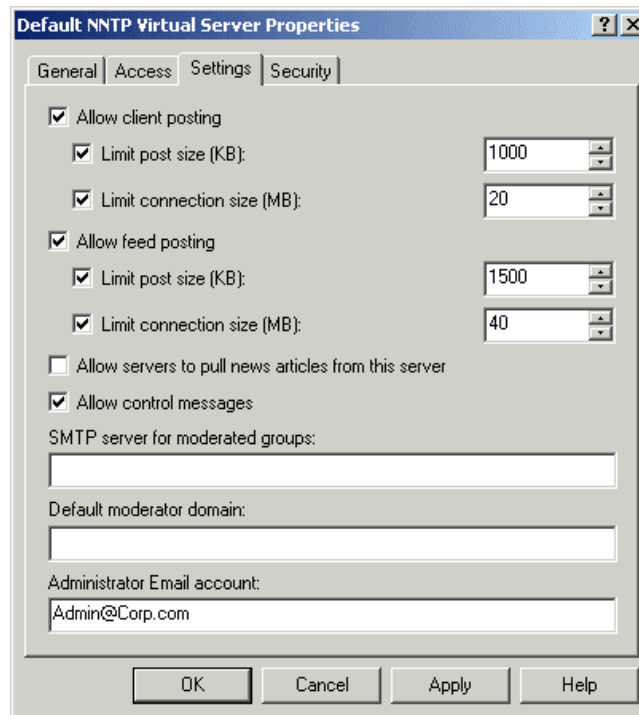 Default NNTP Virtual Server Properties
General Access Settings Security
Allow client posting
Limit post size (KB): 1000
Limit connection size (MB): 20
Allow feed posting
Limit post size (KB): 1500
Limit connection size (MB): 40
Allow servers to pull news articles from this server
Allow control messages
SMTP server for moderated groups:
Default moderator domain:
Administrator Email account:
Admin@Corp.com
OK Cancel Apply Help